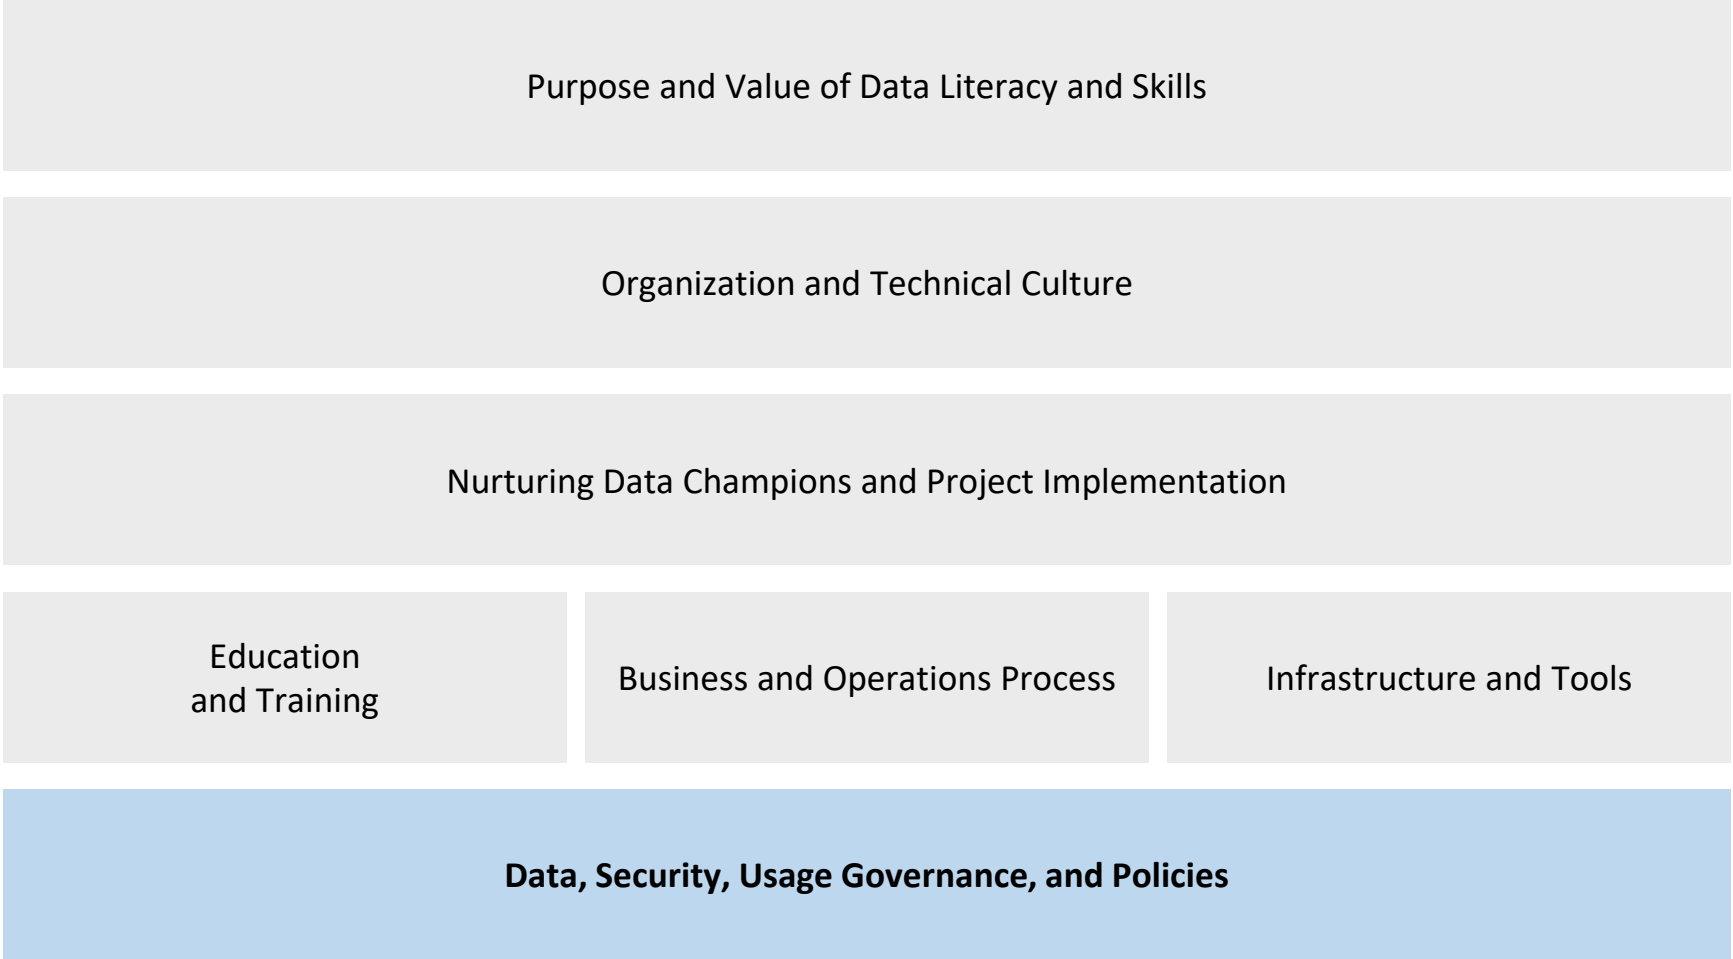 Purpose and Value of Data Literacy and Skills
Organization and Technical Culture
Nurturing Data Champions and Project Implementation
Education
and Training
Business and Operations Process
Infrastructure and Tools
Data, Security, Usage Governance, and Policies